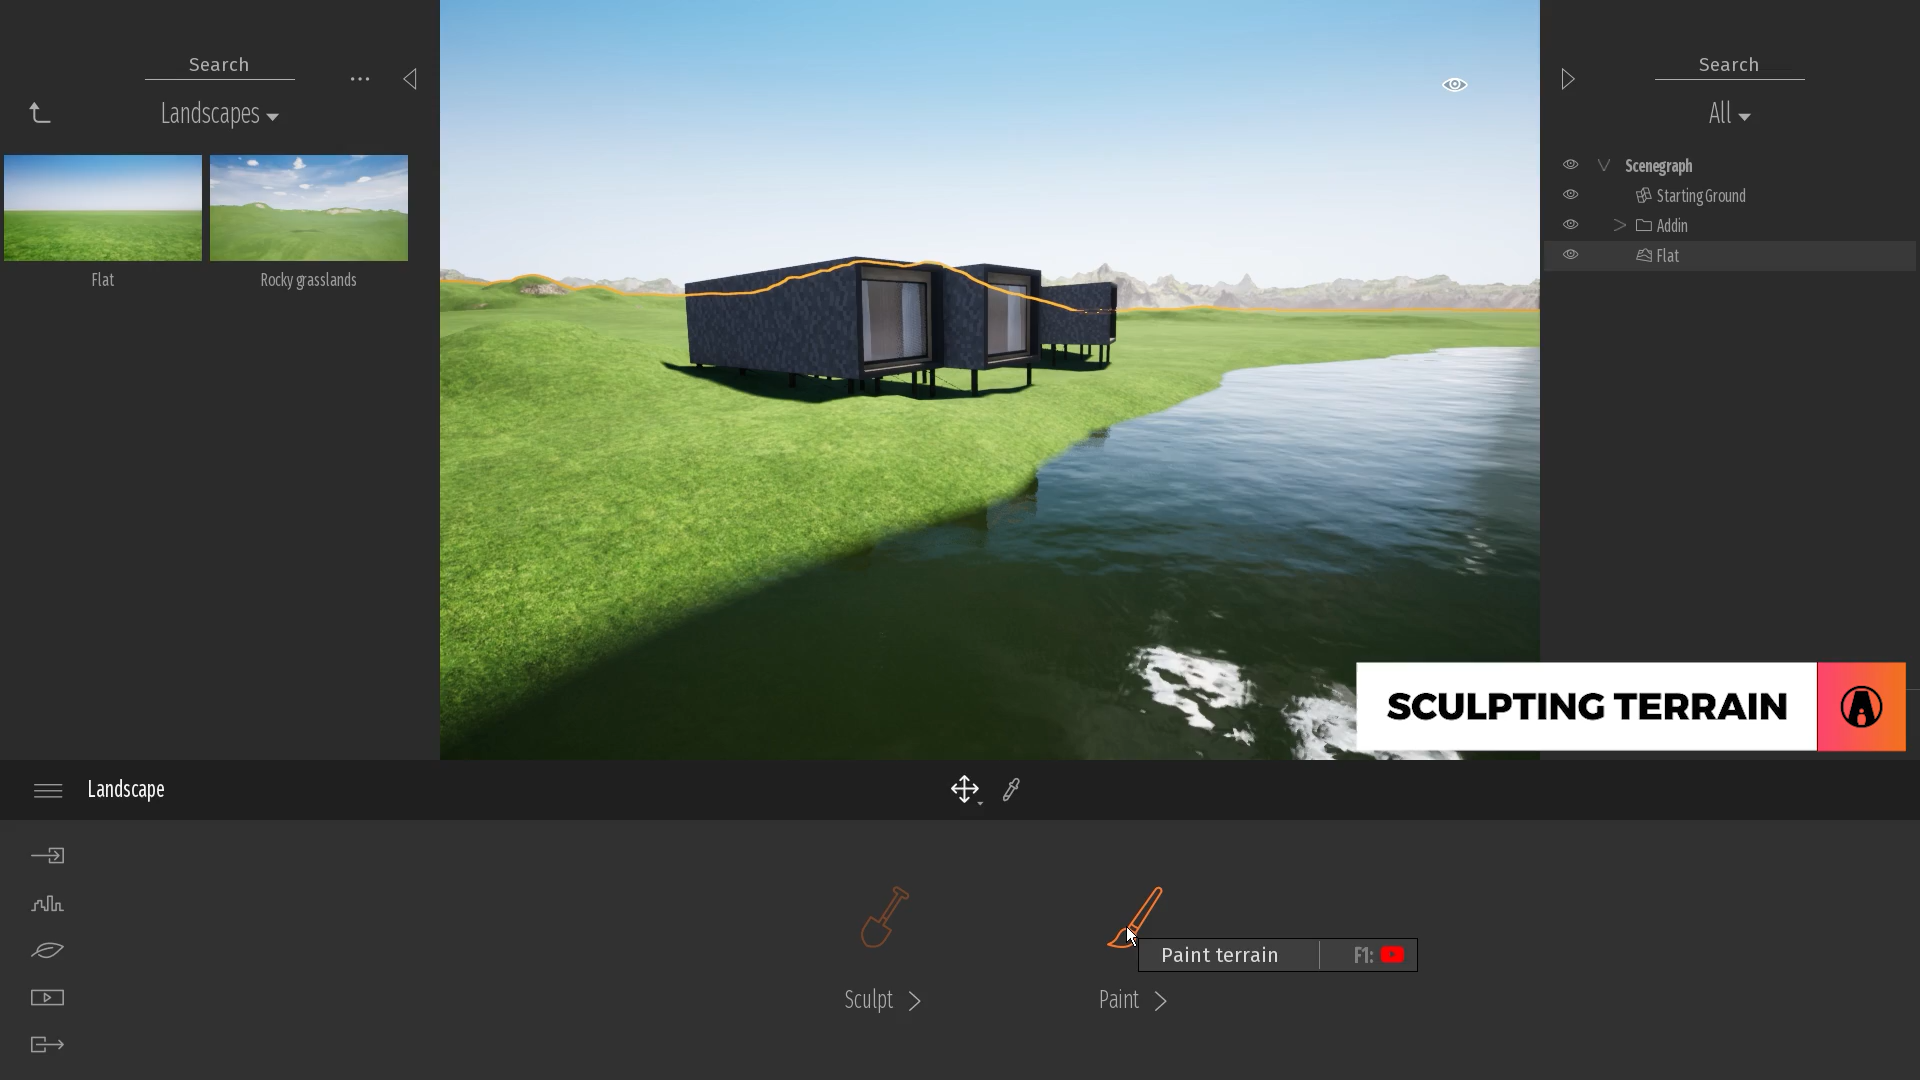 Search
...
Landscapes
Flat
Rocky grasslands
Search
All
Scenegraph
Starting Ground
Addin
Flat
SCULPTING TERRAIN
Landscape
Paint terrain
F1:
Sculpt
Paint